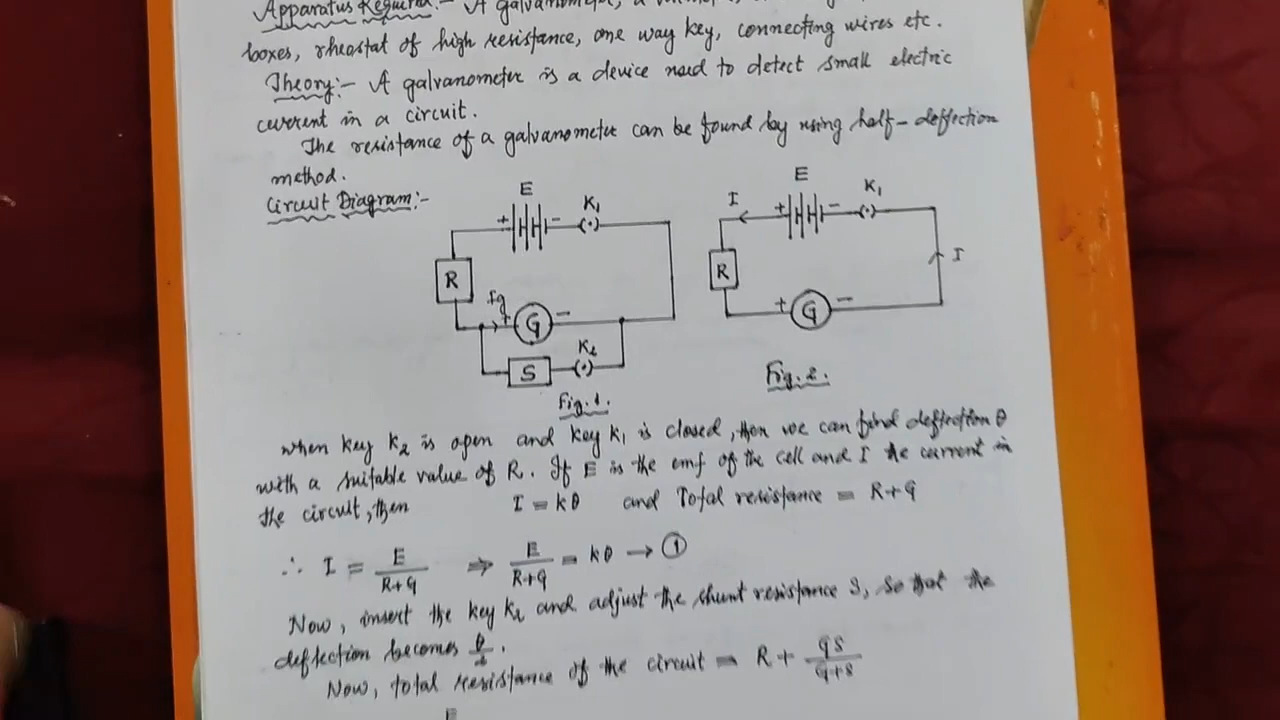 Apparatus Required:- A galvanometer, a
boxes, rheostat of high resistance, one way key, connecting wires etc.
Theory:- A galvanometer is a device used to detect small electric
current in a circuit.
The resistance of a galvanometer can be found by using half-deflection
method.
Circuit Diagram:-
E
+ -
K₁
R
Ig
+ G -
S
K₂
Fig.1.
E
I
+ -
K₁
R
I
+ G -
Fig.2.
When key K₂ is open and key K₁ is closed, then we can find deflection θ
with a suitable value of R. If E is the emf of the cell and I the current in
the circuit, then I = kθ and Total resistance = R+G
∴ I = E/(R+G) ⇒ E/(R+G) = kθ → ①
Now, insert the key K₂ and adjust the shunt resistance S, so that the
deflection becomes θ/2.
Now, total resistance of the circuit = R + GS/(G+S)
E